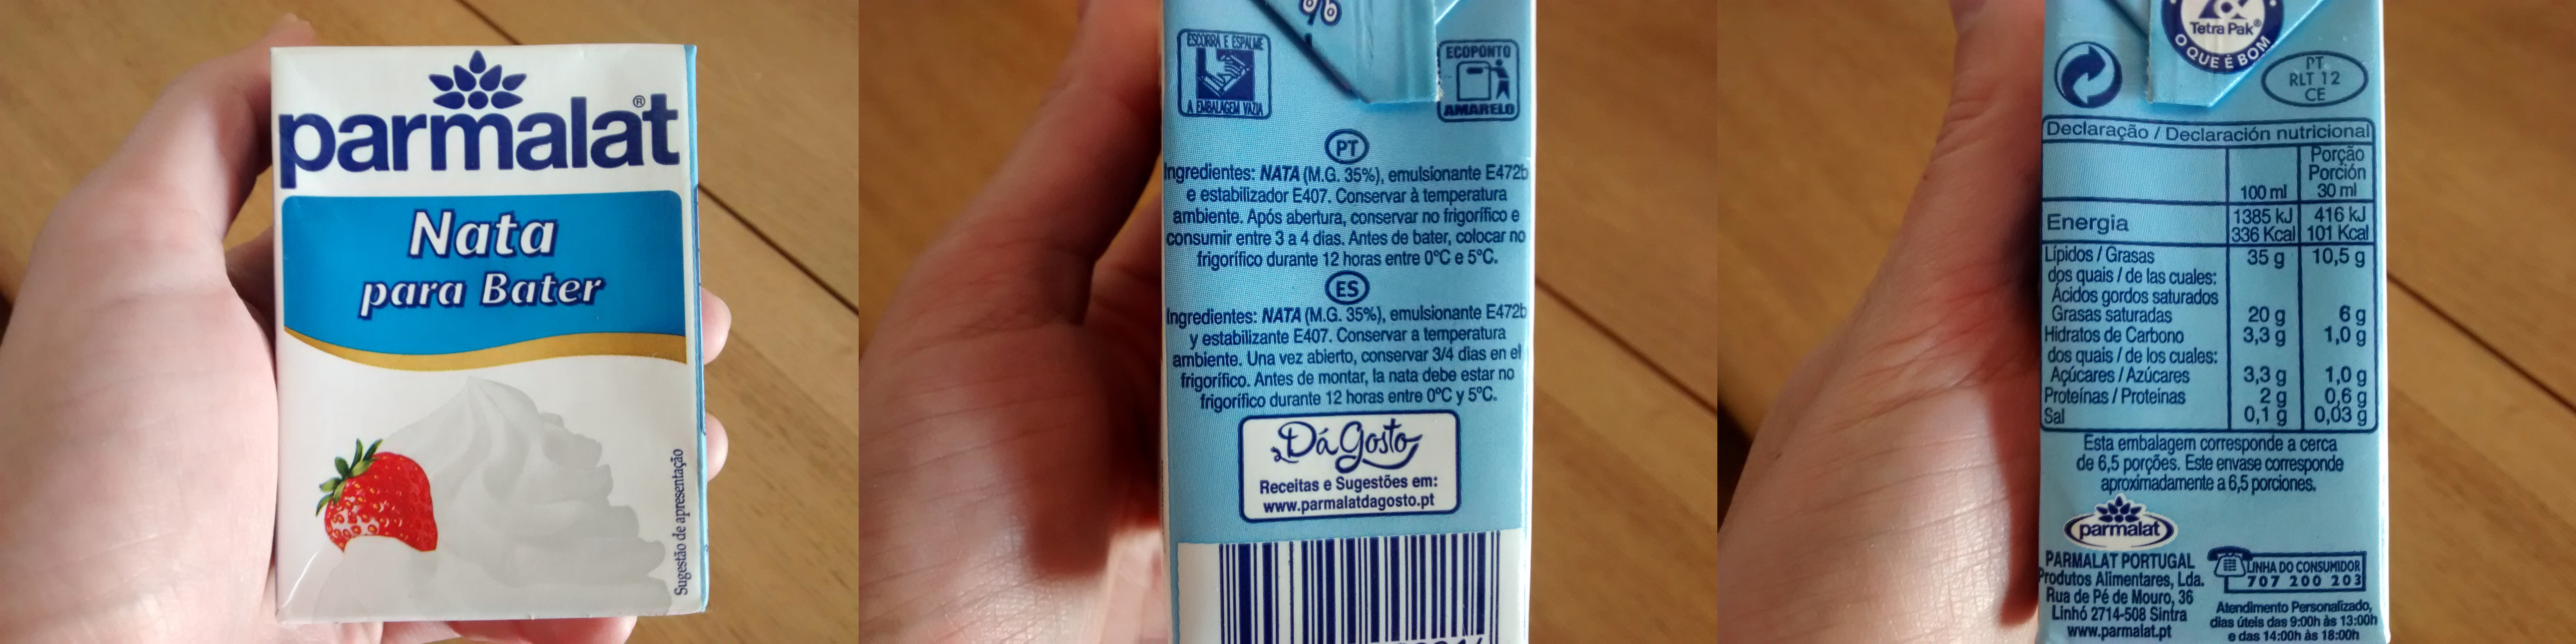 parmalat®
Nata
para Bater
Sugestão de apresentação
%
ESCORRA E ESPALME
A EMBALAGEM VAZIA
ECOPONTO
AMARELO
PT
Ingredientes: NATA (M.G. 35%), emulsionante E472b
e estabilizador E407. Conservar à temperatura
ambiente. Após abertura, conservar no frigorífico e
consumir entre 3 a 4 dias. Antes de bater, colocar no
frigorífico durante 12 horas entre 0ºC e 5ºC.
ES
Ingredientes: NATA (M.G. 35%), emulsionante E472b
y estabilizante E407. Conservar a temperatura
ambiente. Una vez abierto, conservar 3/4 dias en el
frigorífico. Antes de montar, la nata debe estar no
frigorífico durante 12 horas entre 0ºC y 5ºC.
Dá Gosto
Receitas e Sugestões em:
www.parmalatdagosto.pt
Tetra Pak®
O QUE É BOM
PT
RLT 12
CE
Declaração / Declaración nutricional
100 ml Porção Porción 30 ml
Energia 1385 kJ 416 kJ
336 Kcal 101 Kcal
Lípidos / Grasas 35 g 10,5 g
dos quais / de las cuales:
Ácidos gordos saturados
Grasas saturadas 20 g 6 g
Hidratos de Carbono 3,3 g 1,0 g
dos quais / de los cuales:
Açúcares / Azúcares 3,3 g 1,0 g
Proteínas / Proteinas 2 g 0,6 g
Sal 0,1 g 0,03 g
Esta embalagem corresponde a cerca
de 6,5 porções. Este envase corresponde
aproximadamente a 6,5 porciones.
parmalat
PARMALAT PORTUGAL
Produtos Alimentares, Lda.
Rua de Pé de Mouro, 36
Linhó 2714-508 Sintra
www.parmalat.pt
LINHA DO CONSUMIDOR
707 200 203
Atendimento Personalizado,
dias úteis das 9:00h às 13:00h
e das 14:00h às 18:00h